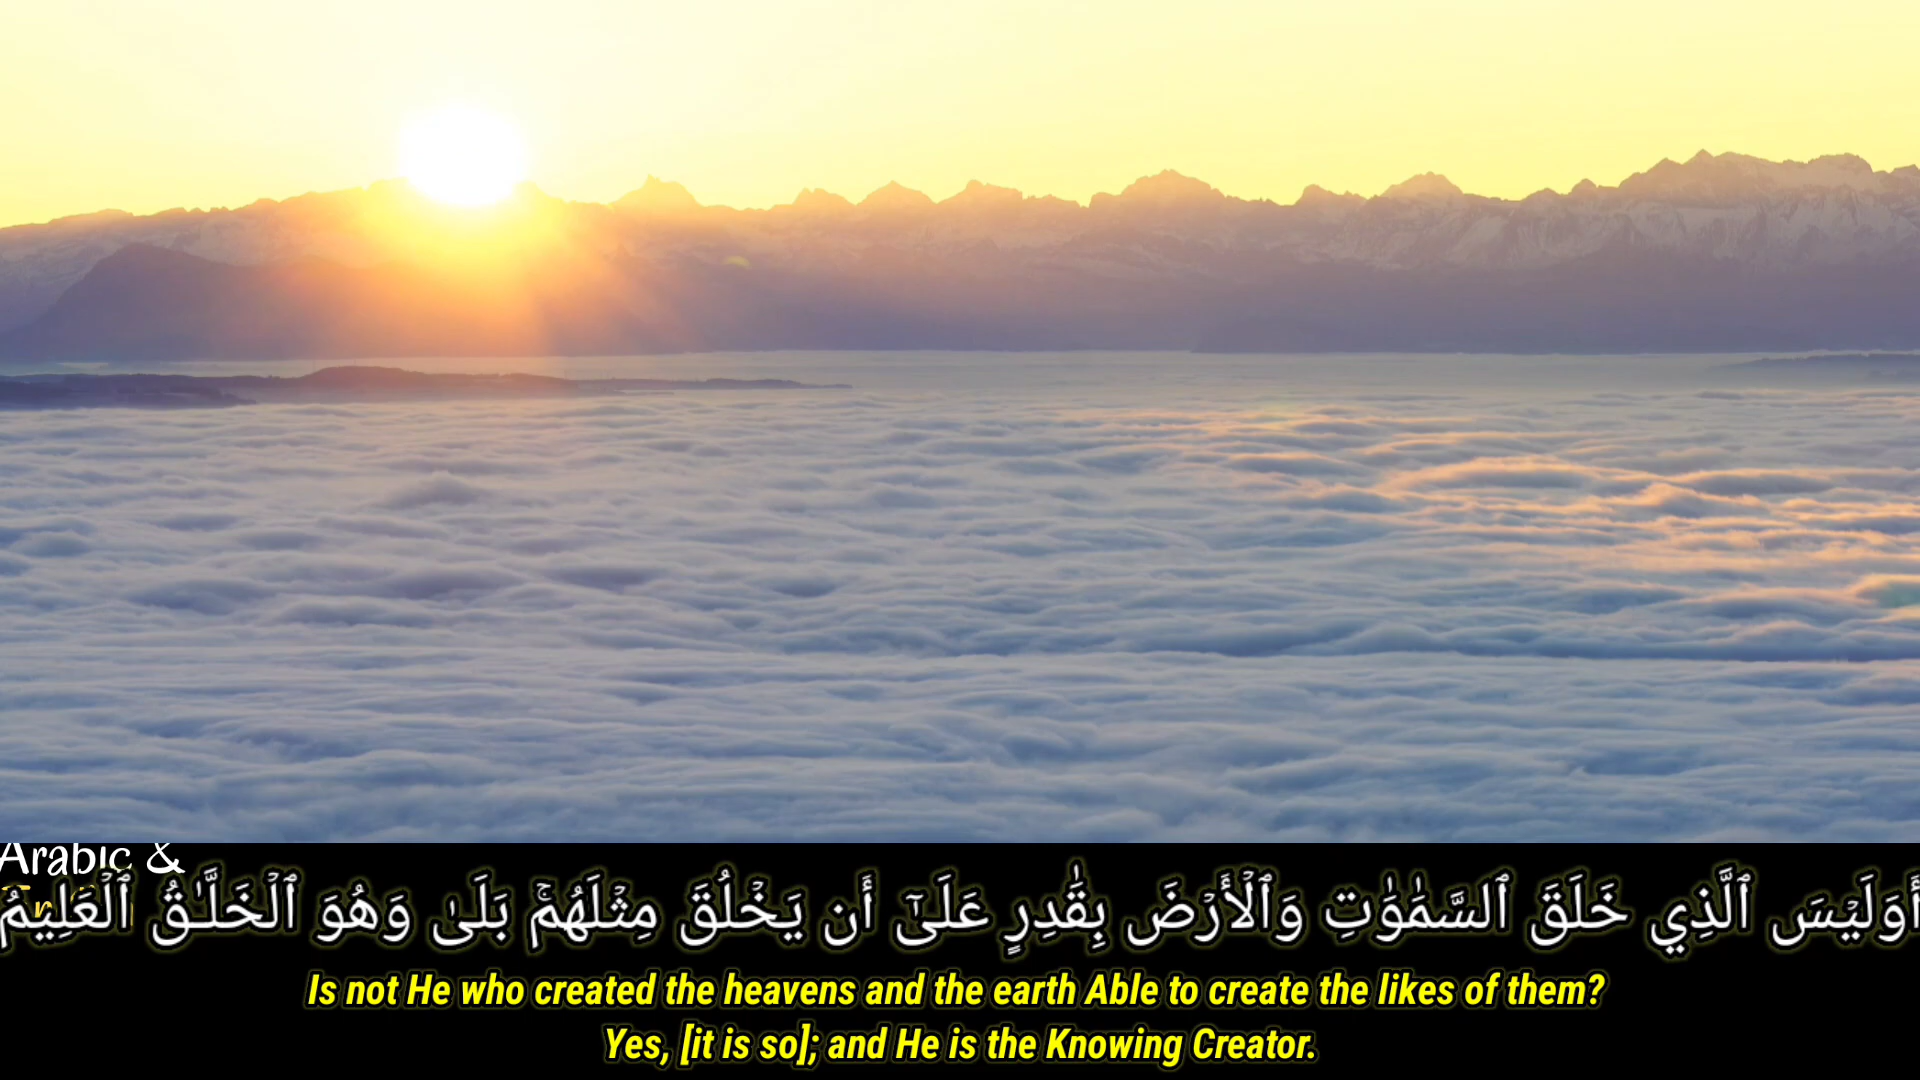 Arabic &
أَوَلَيْسَ ٱلَّذِي خَلَقَ ٱلسَّمَٰوَٰتِ وَٱلْأَرْضَ بِقَٰدِرٍ عَلَىٰٓ أَن يَخْلُقَ مِثْلَهُمۚ بَلَىٰ وَهُوَ ٱلْخَلَّـٰقُ ٱلْعَلِيمُ
Is not He who created the heavens and the earth Able to create the likes of them?
Yes, [it is so]; and He is the Knowing Creator.